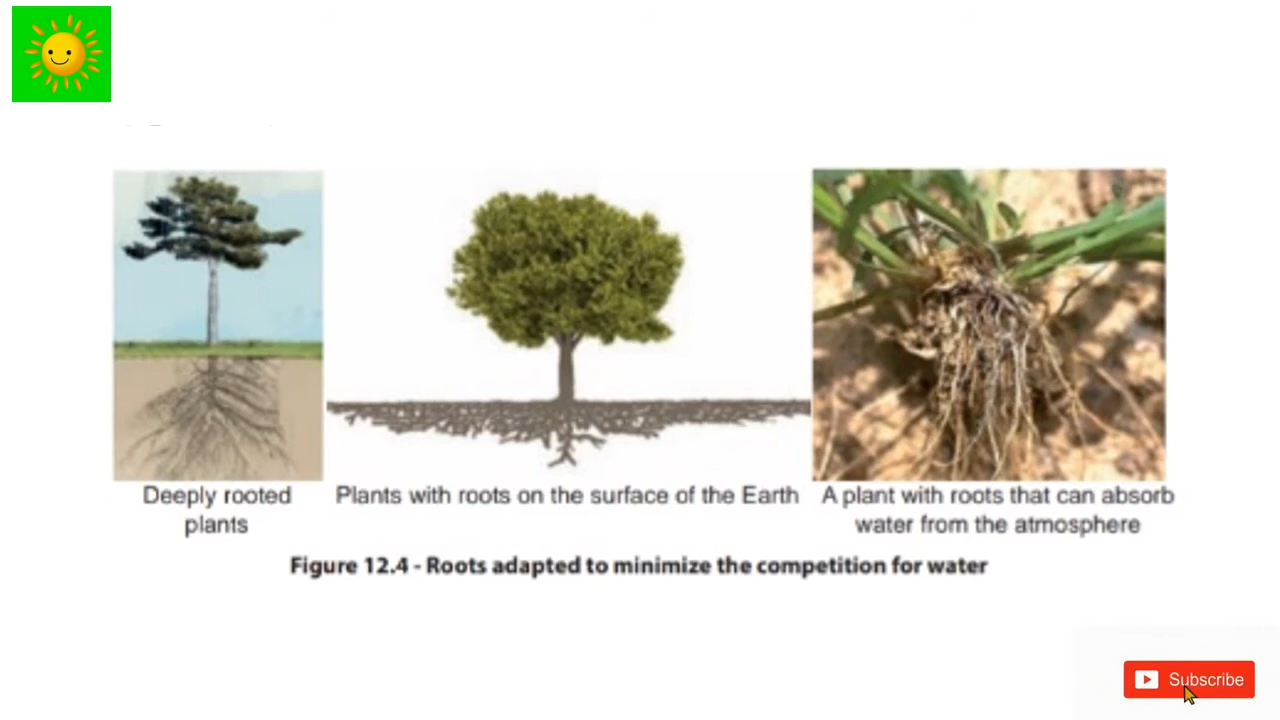 Deeply rooted
plants
Plants with roots on the surface of the Earth
A plant with roots that can absorb
water from the atmosphere
Figure 12.4 - Roots adapted to minimize the competition for water
Subscribe